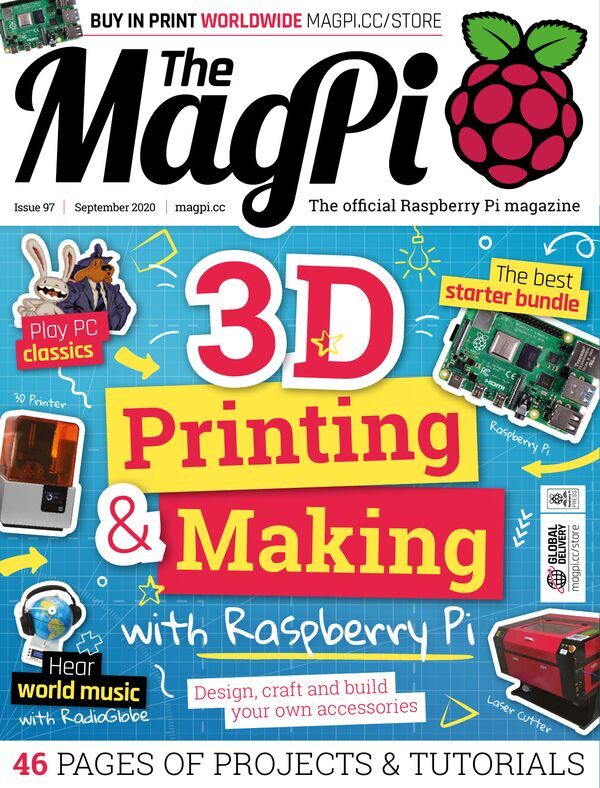 BUY IN PRINT WORLDWIDE MAGPI.CC/STORE
The
MagPi
Issue 97 | September 2020 | magpi.cc
The official Raspberry Pi magazine
Play PC
classics
3D
Printing
& Making
with Raspberry Pi
Design, craft and build
your own accessories
The best
starter bundle
HDMI
Raspberry Pi
3D Printer
GLOBAL
DELIVERY
magpi.cc/store
Hear
world music
with RadioGlobe
Laser Cutter
46 PAGES OF PROJECTS & TUTORIALS